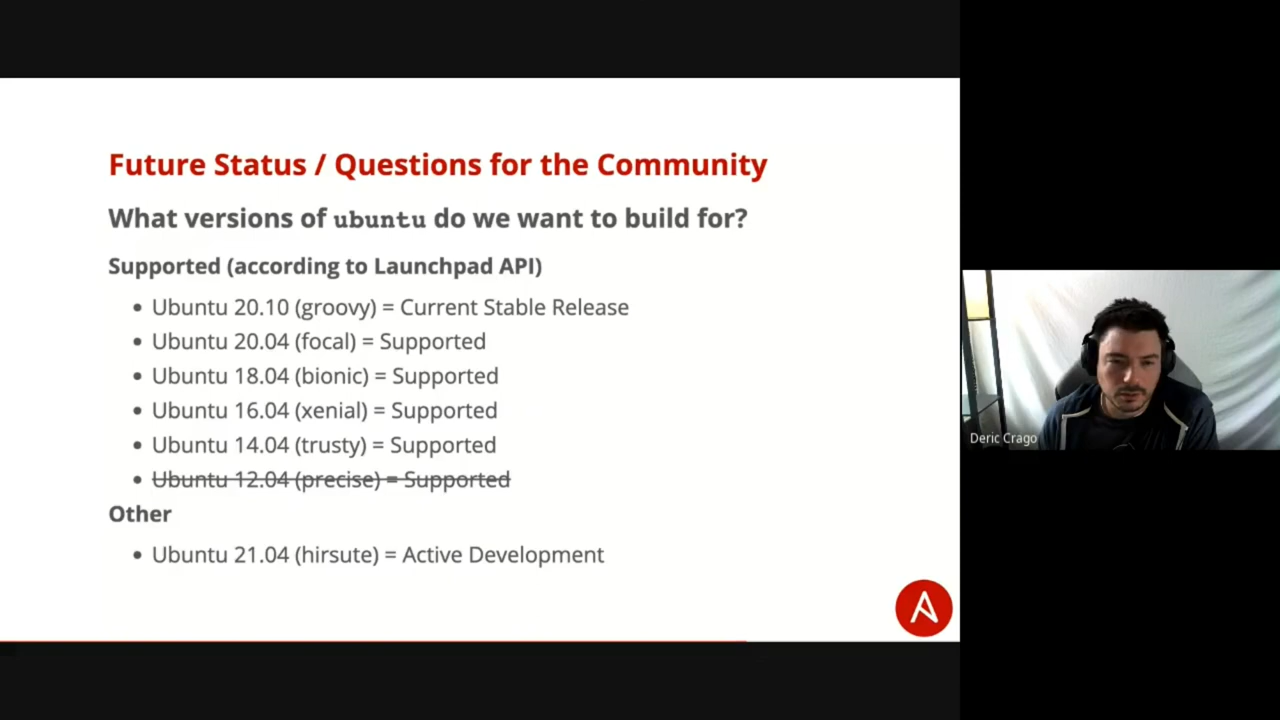 Future Status / Questions for the Community
What versions of ubuntu do we want to build for?
Supported (according to Launchpad API)
• Ubuntu 20.10 (groovy) = Current Stable Release
• Ubuntu 20.04 (focal) = Supported
• Ubuntu 18.04 (bionic) = Supported
• Ubuntu 16.04 (xenial) = Supported
• Ubuntu 14.04 (trusty) = Supported
• Ubuntu 12.04 (precise) = Supported
Other
• Ubuntu 21.04 (hirsute) = Active Development
Deric Crago